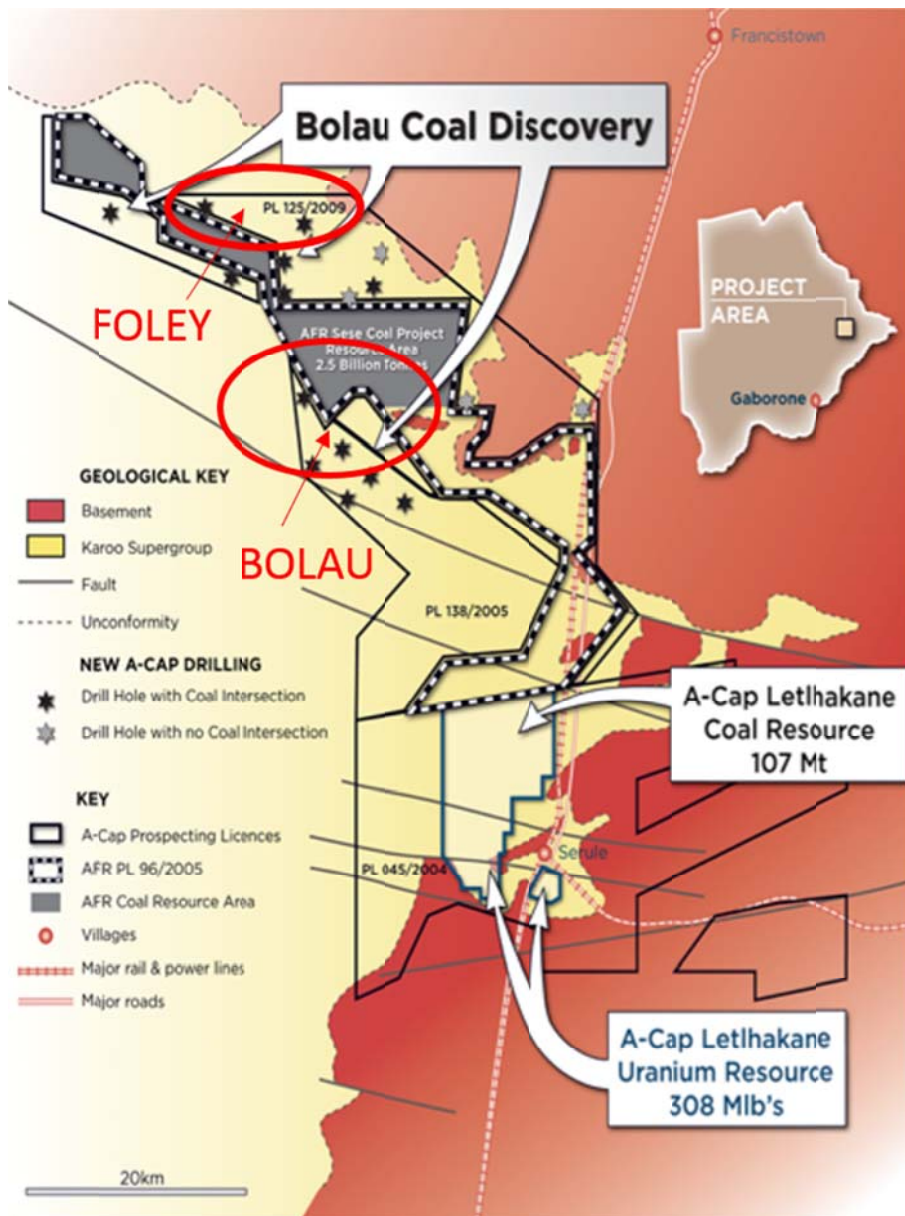 Francistown
Bolau Coal Discovery
PL 125/2009
FOLEY
PROJECT
AREA
AFR Sese Coal Project
Resource Area
2.5 Billion Tonnes
Gaborone
GEOLOGICAL KEY
Basement
Karoo Supergroup
Fault
Unconformity
BOLAU
PL 138/2005
NEW A-CAP DRILLING
Drill Hole with Coal Intersection
Drill Hole with no Coal Intersection
A-Cap Letlhakane
Coal Resource
107 Mt
KEY
A-Cap Prospecting Licences
AFR PL 96/2005
AFR Coal Resource Area
Villages
Major rail & power lines
Major roads
Serule
PL 045/2004
A-Cap Letlhakane
Uranium Resource
308 Mlb's
20km